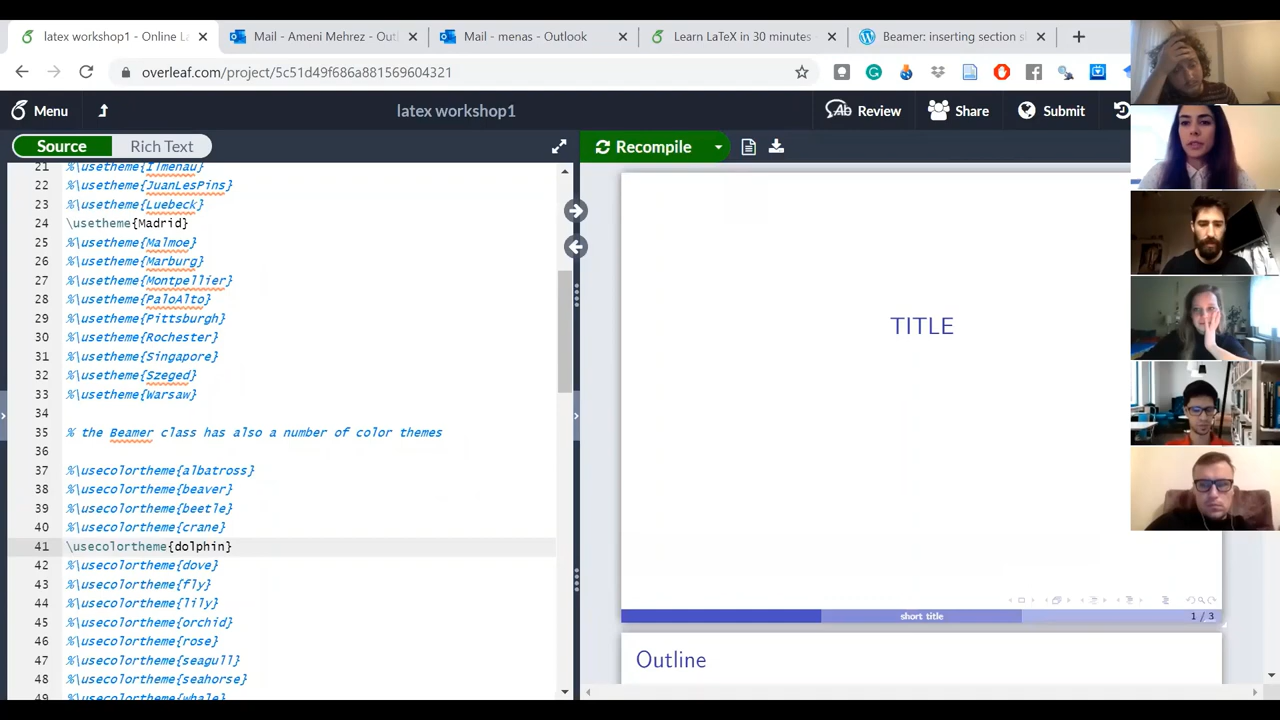 latex workshop1 - Online La
Mail - Ameni Mehrez - Outl
Mail - menas - Outlook
Learn LaTeX in 30 minutes -
Beamer: inserting section s
overleaf.com/project/5c51d49f686a881569604321
Menu
latex workshop1
Review
Share
Submit
Source
Rich Text
Recompile
21 %\usetheme{Ilmenau}
22 %\usetheme{JuanLesPins}
23 %\usetheme{Luebeck}
24 \usetheme{Madrid}
25 %\usetheme{Malmoe}
26 %\usetheme{Marburg}
27 %\usetheme{Montpellier}
28 %\usetheme{PaloAlto}
29 %\usetheme{Pittsburgh}
30 %\usetheme{Rochester}
31 %\usetheme{Singapore}
32 %\usetheme{Szeged}
33 %\usetheme{Warsaw}
34
35 % the Beamer class has also a number of color themes
36
37 %\usecolortheme{albatross}
38 %\usecolortheme{beaver}
39 %\usecolortheme{beetle}
40 %\usecolortheme{crane}
41 \usecolortheme{dolphin}
42 %\usecolortheme{dove}
43 %\usecolortheme{fly}
44 %\usecolortheme{lily}
45 %\usecolortheme{orchid}
46 %\usecolortheme{rose}
47 %\usecolortheme{seagull}
48 %\usecolortheme{seahorse}
49 %\usecolortheme{whale}
TITLE
short title
1 / 3
Outline